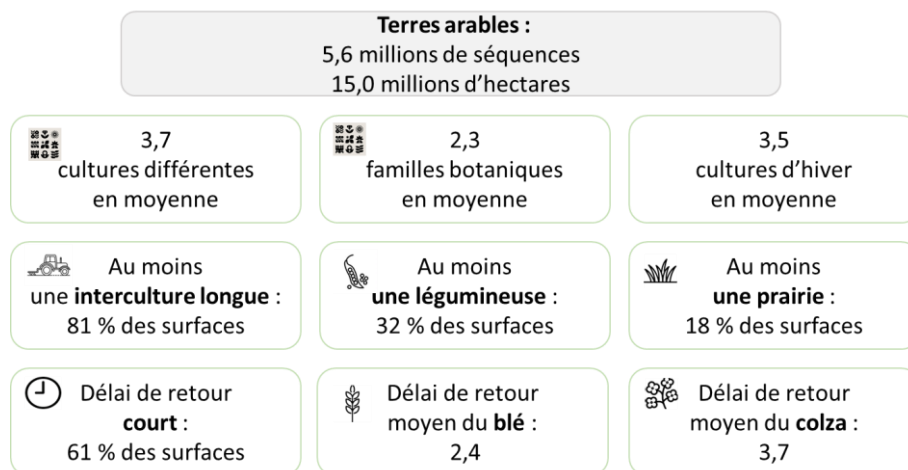 Terres arables :
5,6 millions de séquences
15,0 millions d’hectares
3,7
cultures différentes
en moyenne
2,3
familles botaniques
en moyenne
3,5
cultures d’hiver
en moyenne
Au moins
une interculture longue :
81 % des surfaces
Au moins
une légumineuse :
32 % des surfaces
Au moins
une prairie :
18 % des surfaces
Délai de retour
court :
61 % des surfaces
Délai de retour
moyen du blé :
2,4
Délai de retour
moyen du colza :
3,7